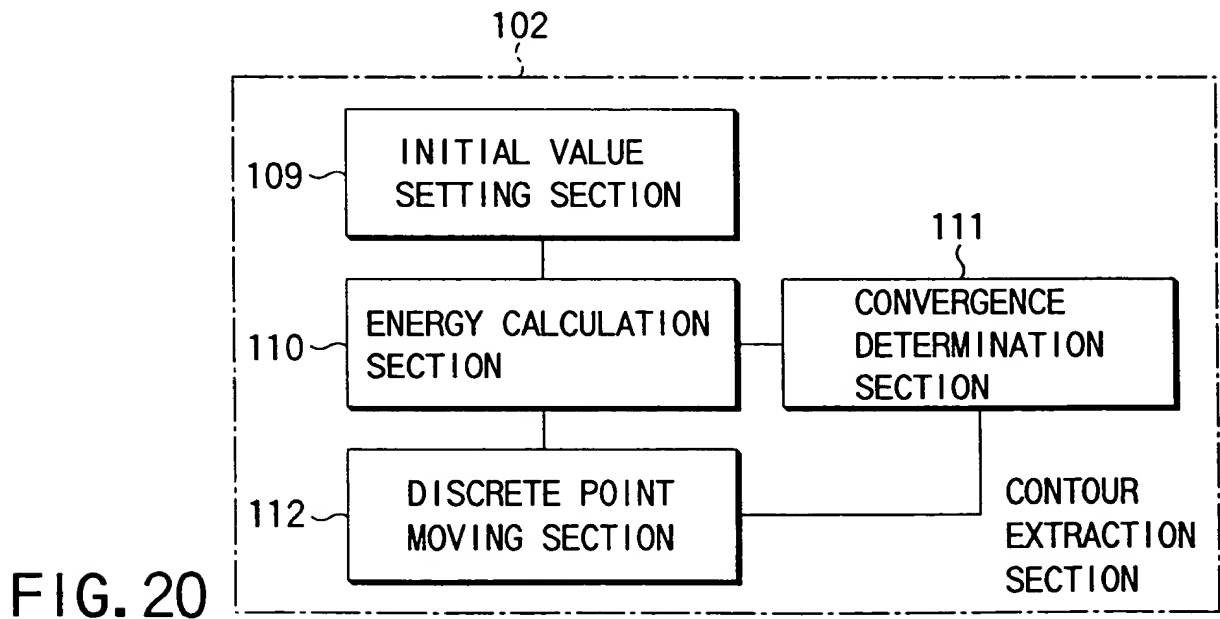 102
109
INITIAL VALUE
SETTING SECTION
111
110
ENERGY CALCULATION
SECTION
CONVERGENCE
DETERMINATION
SECTION
112
DISCRETE POINT
MOVING SECTION
CONTOUR
EXTRACTION
SECTION
FIG. 20